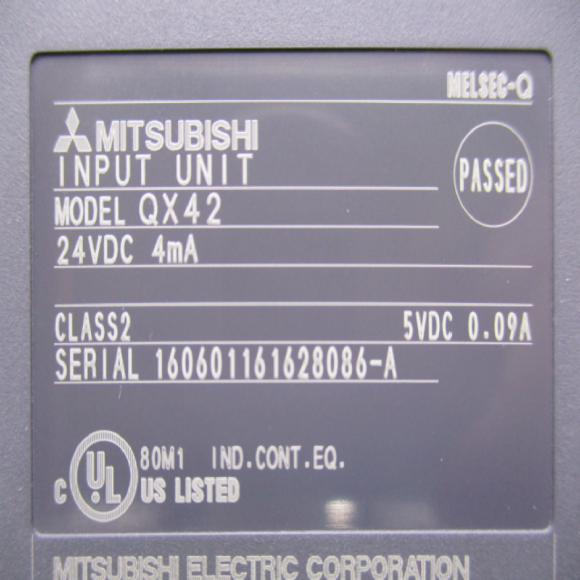 MELSEC-Q
MITSUBISHI
INPUT UNIT
PASSED
MODEL QX42
24VDC 4mA
CLASS2 5VDC 0.09A
SERIAL 160601161628086-A
C UL US LISTED
80M1 IND.CONT.EQ.
MITSUBISHI ELECTRIC CORPORATION